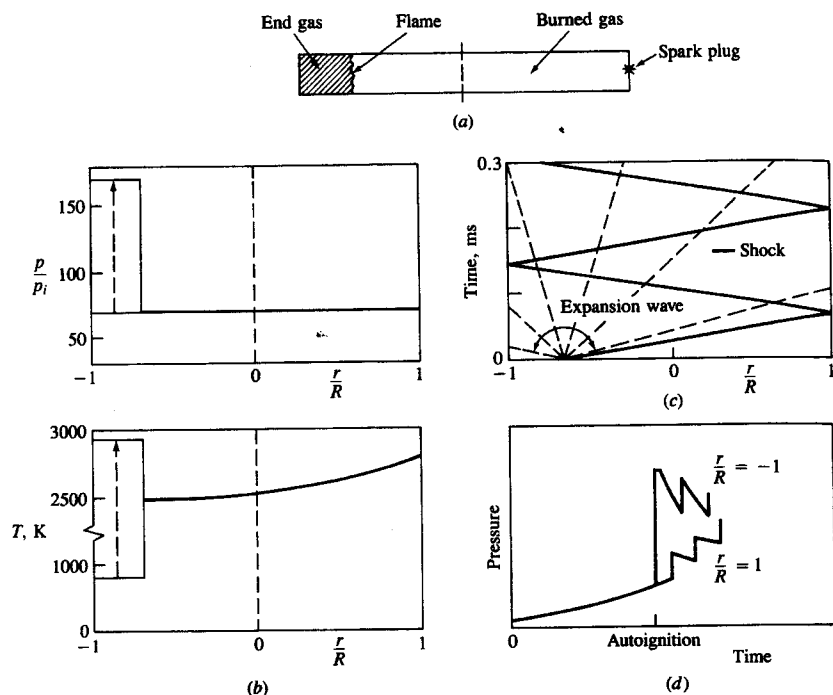 End gas
Flame
Burned gas
Spark plug
(a)
150
p/p_i
100
50
-1
0
r/R
1
3000
2500
T, K
1000
0
-1
0
r/R
1
(b)
0.3
Time, ms
Shock
Expansion wave
0
-1
0
r/R
1
(c)
Pressure
r/R = -1
r/R = 1
0
Autoignition
Time
(d)